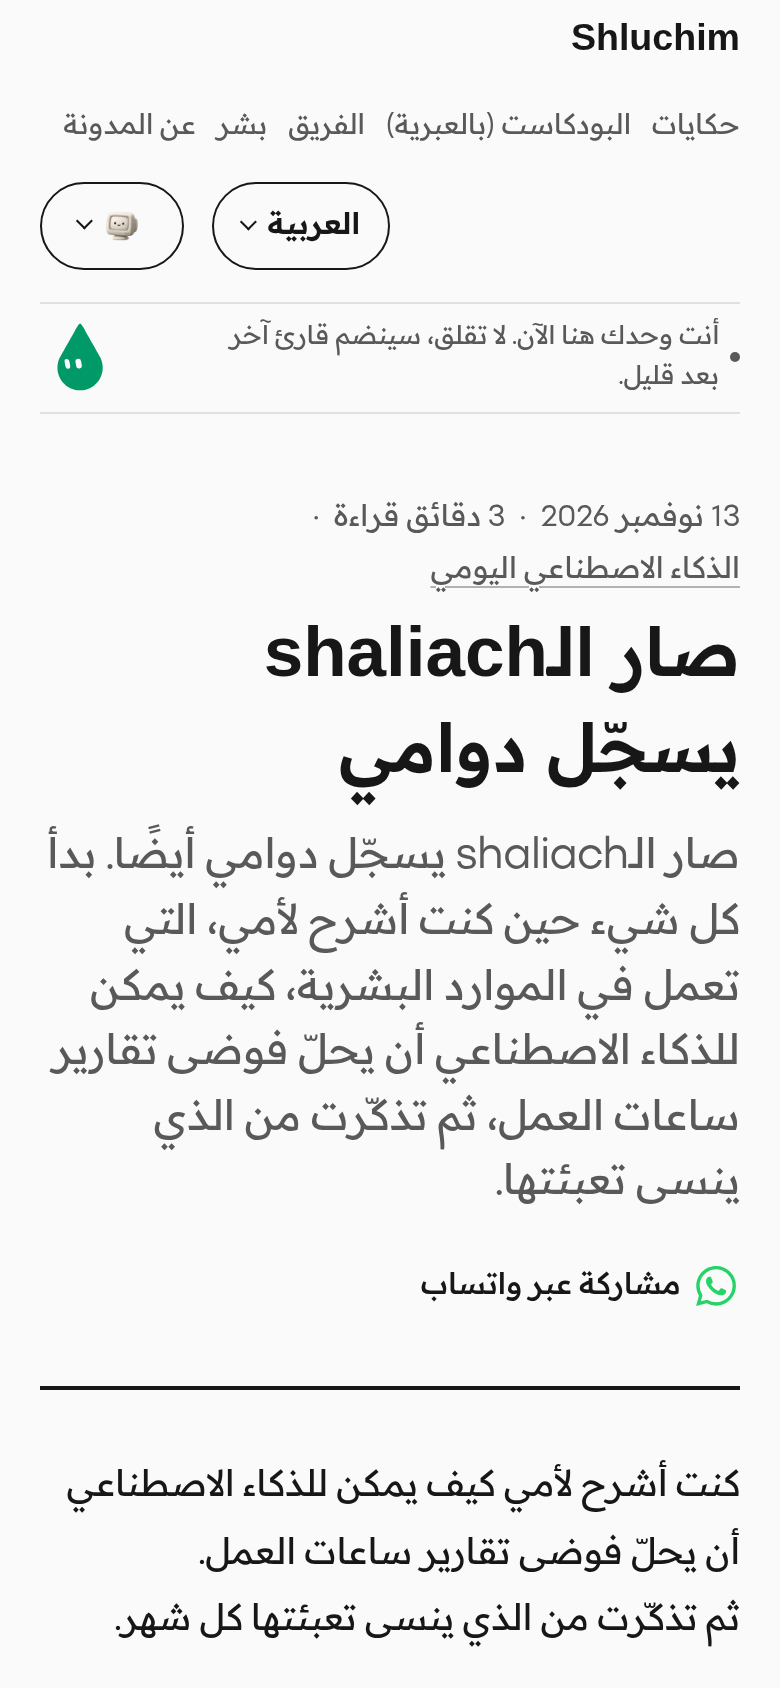 Shluchim
حكايات البودكاست (بالعبرية) الفريق بشر عن المدونة
العربية
أنت وحدك هنا الآن. لا تقلق، سينضم قارئ آخر
بعد قليل.
13 نوفمبر 2026 · 3 دقائق قراءة ·
الذكاء الاصطناعي اليومي
صار الـshaliach
يسجّل دوامي
صار الـshaliach يسجّل دوامي أيضًا. بدأ
كل شيء حين كنت أشرح لأمي، التي
تعمل في الموارد البشرية، كيف يمكن
للذكاء الاصطناعي أن يحلّ فوضى تقارير
ساعات العمل، ثم تذكّرت من الذي
ينسى تعبئتها.
مشاركة عبر واتساب
كنت أشرح لأمي كيف يمكن للذكاء الاصطناعي
أن يحلّ فوضى تقارير ساعات العمل.
ثم تذكّرت من الذي ينسى تعبئتها كل شهر.